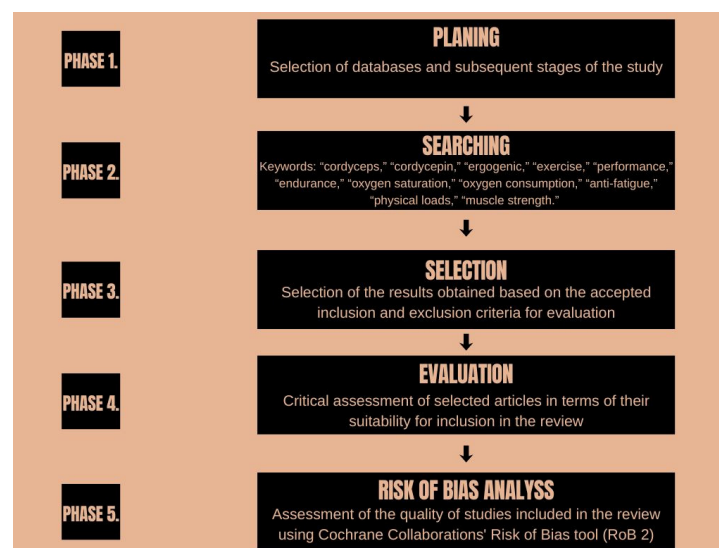 PHASE 1.
PLANING
Selection of databases and subsequent stages of the study
PHASE 2.
SEARCHING
Keywords: “cordyceps,” “cordycepin,” “ergogenic,” “exercise,” “performance,”
“endurance,” “oxygen saturation,” “oxygen consumption,” “anti-fatigue,”
“physical loads,” “muscle strength.”
PHASE 3.
SELECTION
Selection of the results obtained based on the accepted
inclusion and exclusion criteria for evaluation
PHASE 4.
EVALUATION
Critical assessment of selected articles in terms of their
suitability for inclusion in the review
PHASE 5.
RISK OF BIAS ANALYSS
Assessment of the quality of studies included in the review
using Cochrane Collaborations' Risk of Bias tool (RoB 2)